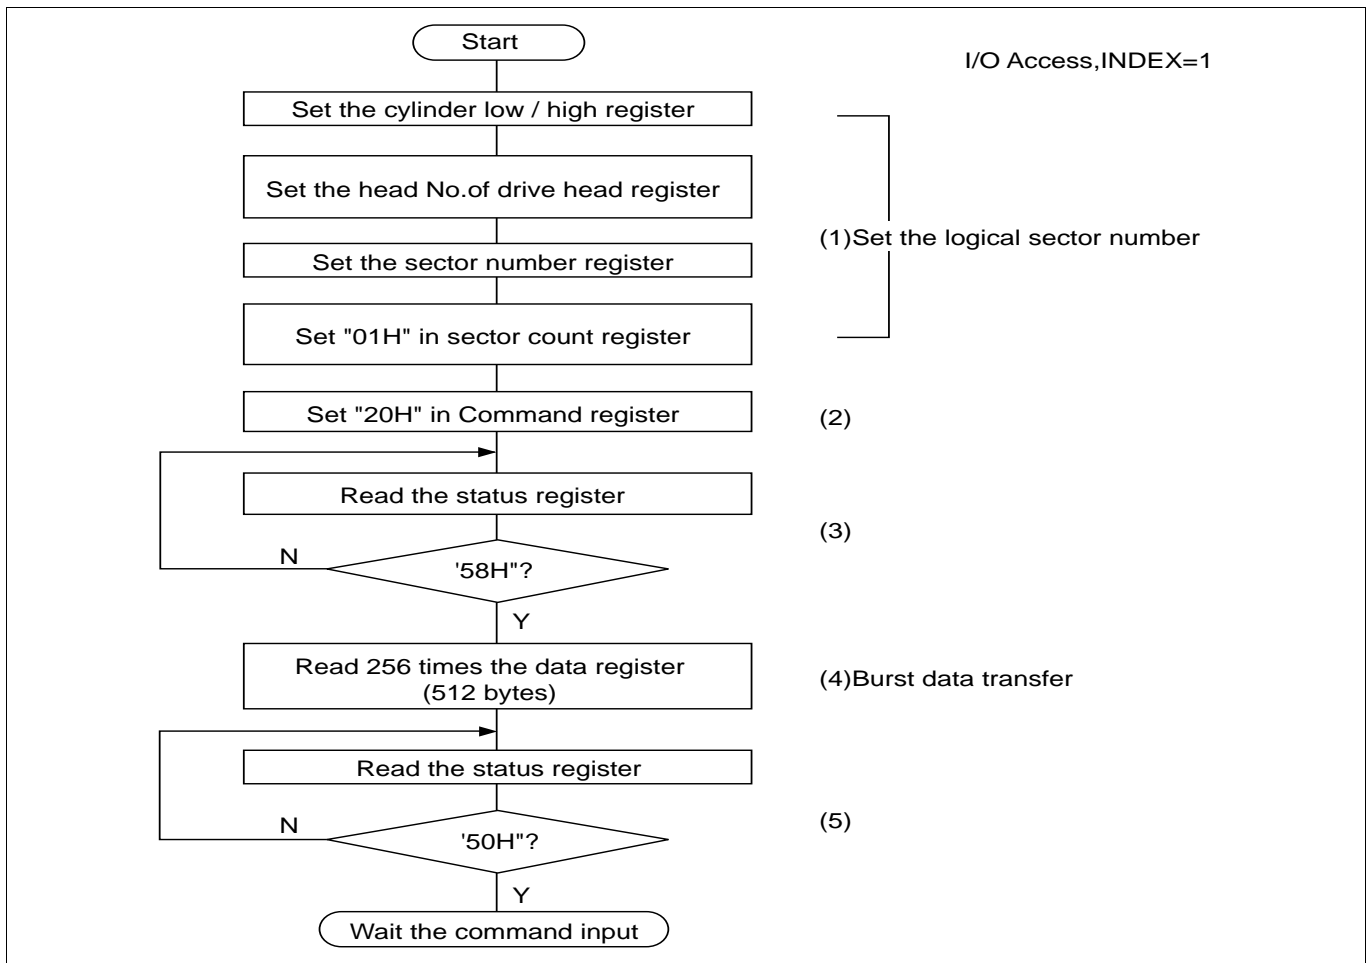 Start
I/O Access,INDEX=1
Set the cylinder low / high register
Set the head No.of drive head register
(1)Set the logical sector number
Set the sector number register
Set "01H" in sector count register
Set "20H" in Command register
(2)
Read the status register
(3)
N
'58H"?
Y
Read 256 times the data register
(512 bytes)
(4)Burst data transfer
Read the status register
N
'50H"?
(5)
Y
Wait the command input